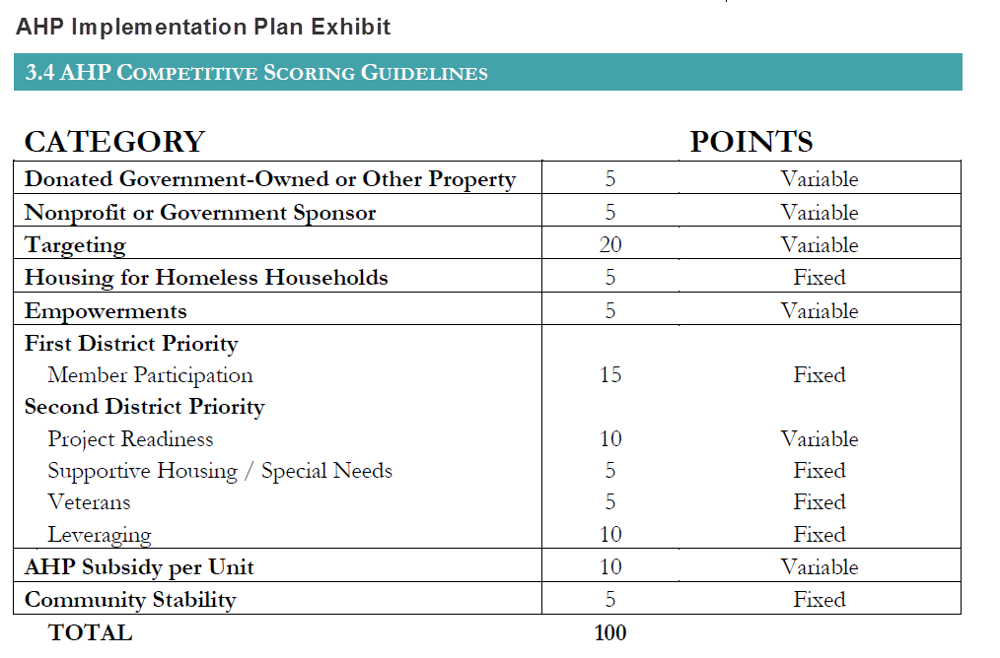 AHP Implementation Plan Exhibit
3.4 AHP COMPETITIVE SCORING GUIDELINES
CATEGORY POINTS
Donated Government-Owned or Other Property 5 Variable
Nonprofit or Government Sponsor 5 Variable
Targeting 20 Variable
Housing for Homeless Households 5 Fixed
Empowerments 5 Variable
First District Priority
Member Participation 15 Fixed
Second District Priority
Project Readiness 10 Variable
Supportive Housing / Special Needs 5 Fixed
Veterans 5 Fixed
Leveraging 10 Fixed
AHP Subsidy per Unit 10 Variable
Community Stability 5 Fixed
TOTAL 100